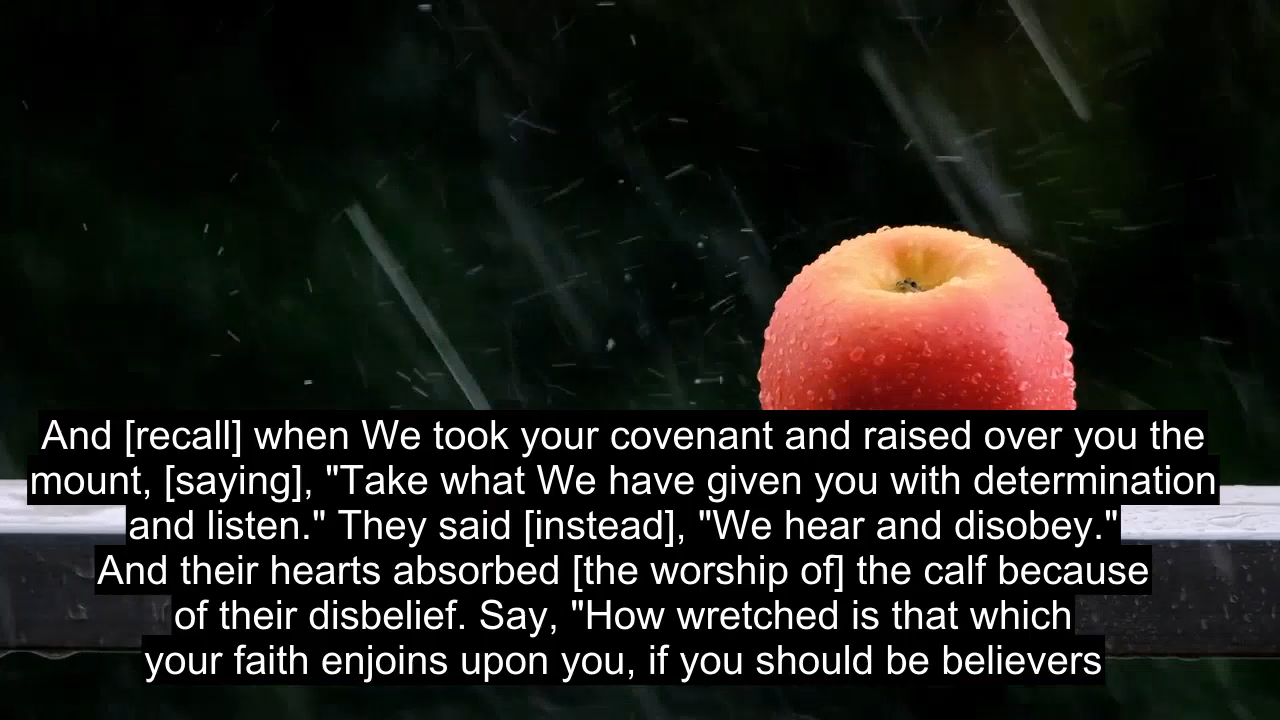 And [recall] when We took your covenant and raised over you the
mount, [saying], "Take what We have given you with determination
and listen." They said [instead], "We hear and disobey."
And their hearts absorbed [the worship of] the calf because
of their disbelief. Say, "How wretched is that which
your faith enjoins upon you, if you should be believers